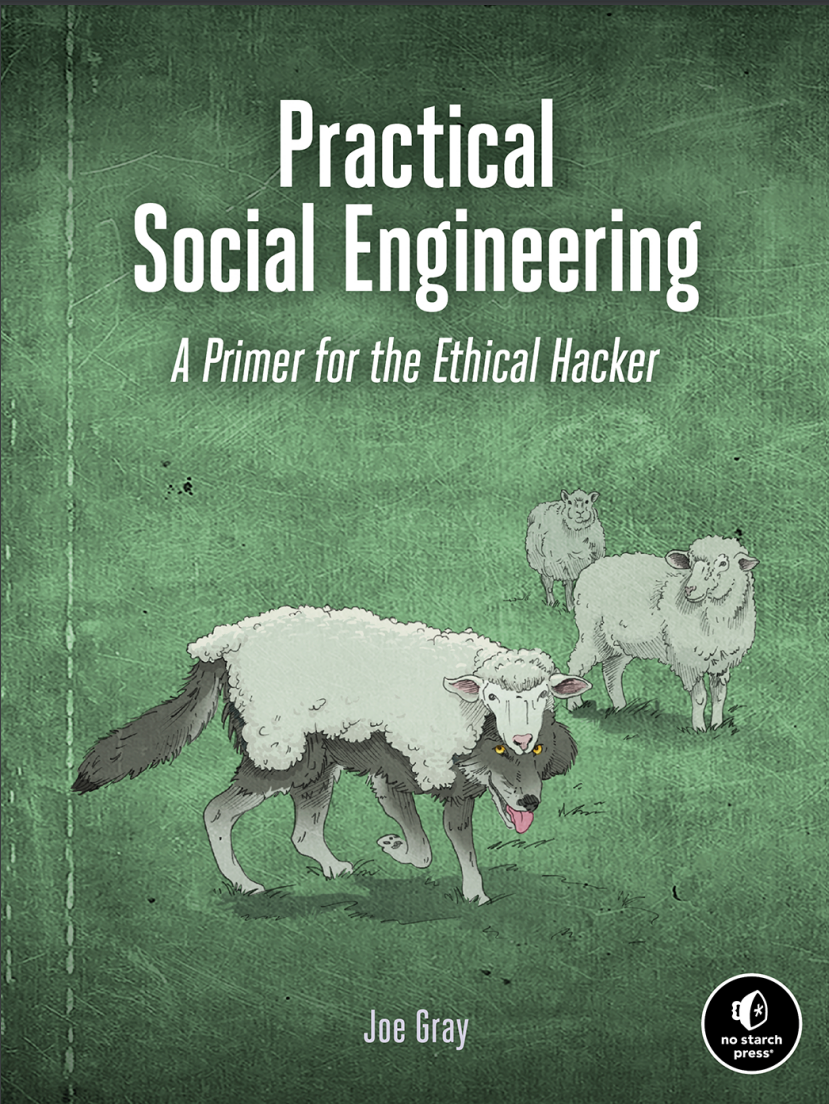 Practical
Social Engineering
A Primer for the Ethical Hacker
Joe Gray
no starch
press®